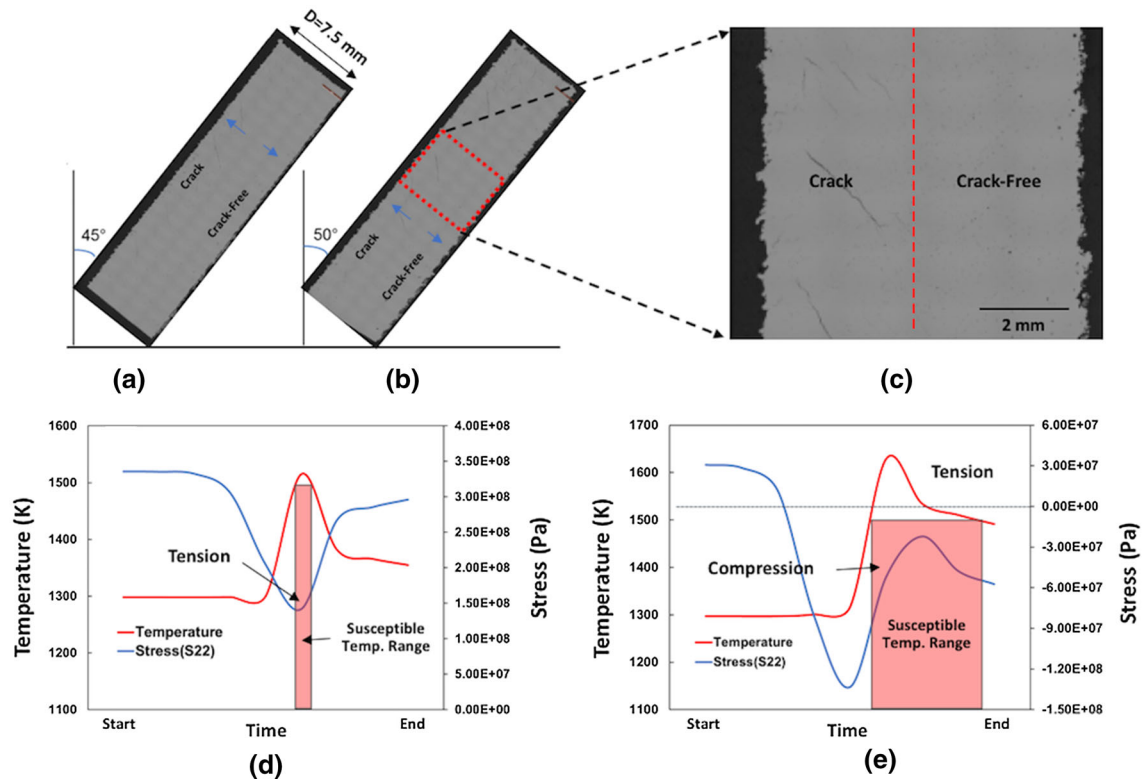 D=7.5 mm
Crack
Crack-Free
45°
(a)
Crack
Crack-Free
50°
(b)
Crack
Crack-Free
2 mm
(c)
1600
1500
1400
1300
1200
1100
Temperature (K)
4.00E+08
3.50E+08
3.00E+08
2.50E+08
2.00E+08
1.50E+08
1.00E+08
5.00E+07
0.00E+00
Stress (Pa)
Tension
Temperature
Stress(S22)
Susceptible
Temp. Range
Start
Time
End
(d)
1700
1600
1500
1400
1300
1200
1100
Temperature (K)
6.00E+07
3.00E+07
0.00E+00
-3.00E+07
-6.00E+07
-9.00E+07
-1.20E+08
-1.50E+08
Stress (Pa)
Tension
Compression
Temperature
Stress(S22)
Susceptible
Temp. Range
Start
Time
End
(e)